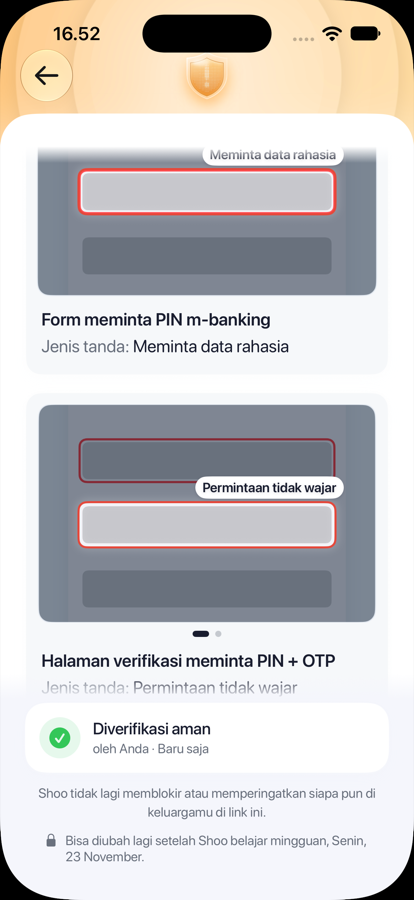 16.52
Meminta data rahasia
Form meminta PIN m-banking
Jenis tanda: Meminta data rahasia
Permintaan tidak wajar
Halaman verifikasi meminta PIN + OTP
Jenis tanda: Permintaan tidak wajar
Diverifikasi aman
oleh Anda · Baru saja
Shoo tidak lagi memblokir atau memperingatkan siapa pun di
keluargamu di link ini.
Bisa diubah lagi setelah Shoo belajar mingguan, Senin,
23 November.